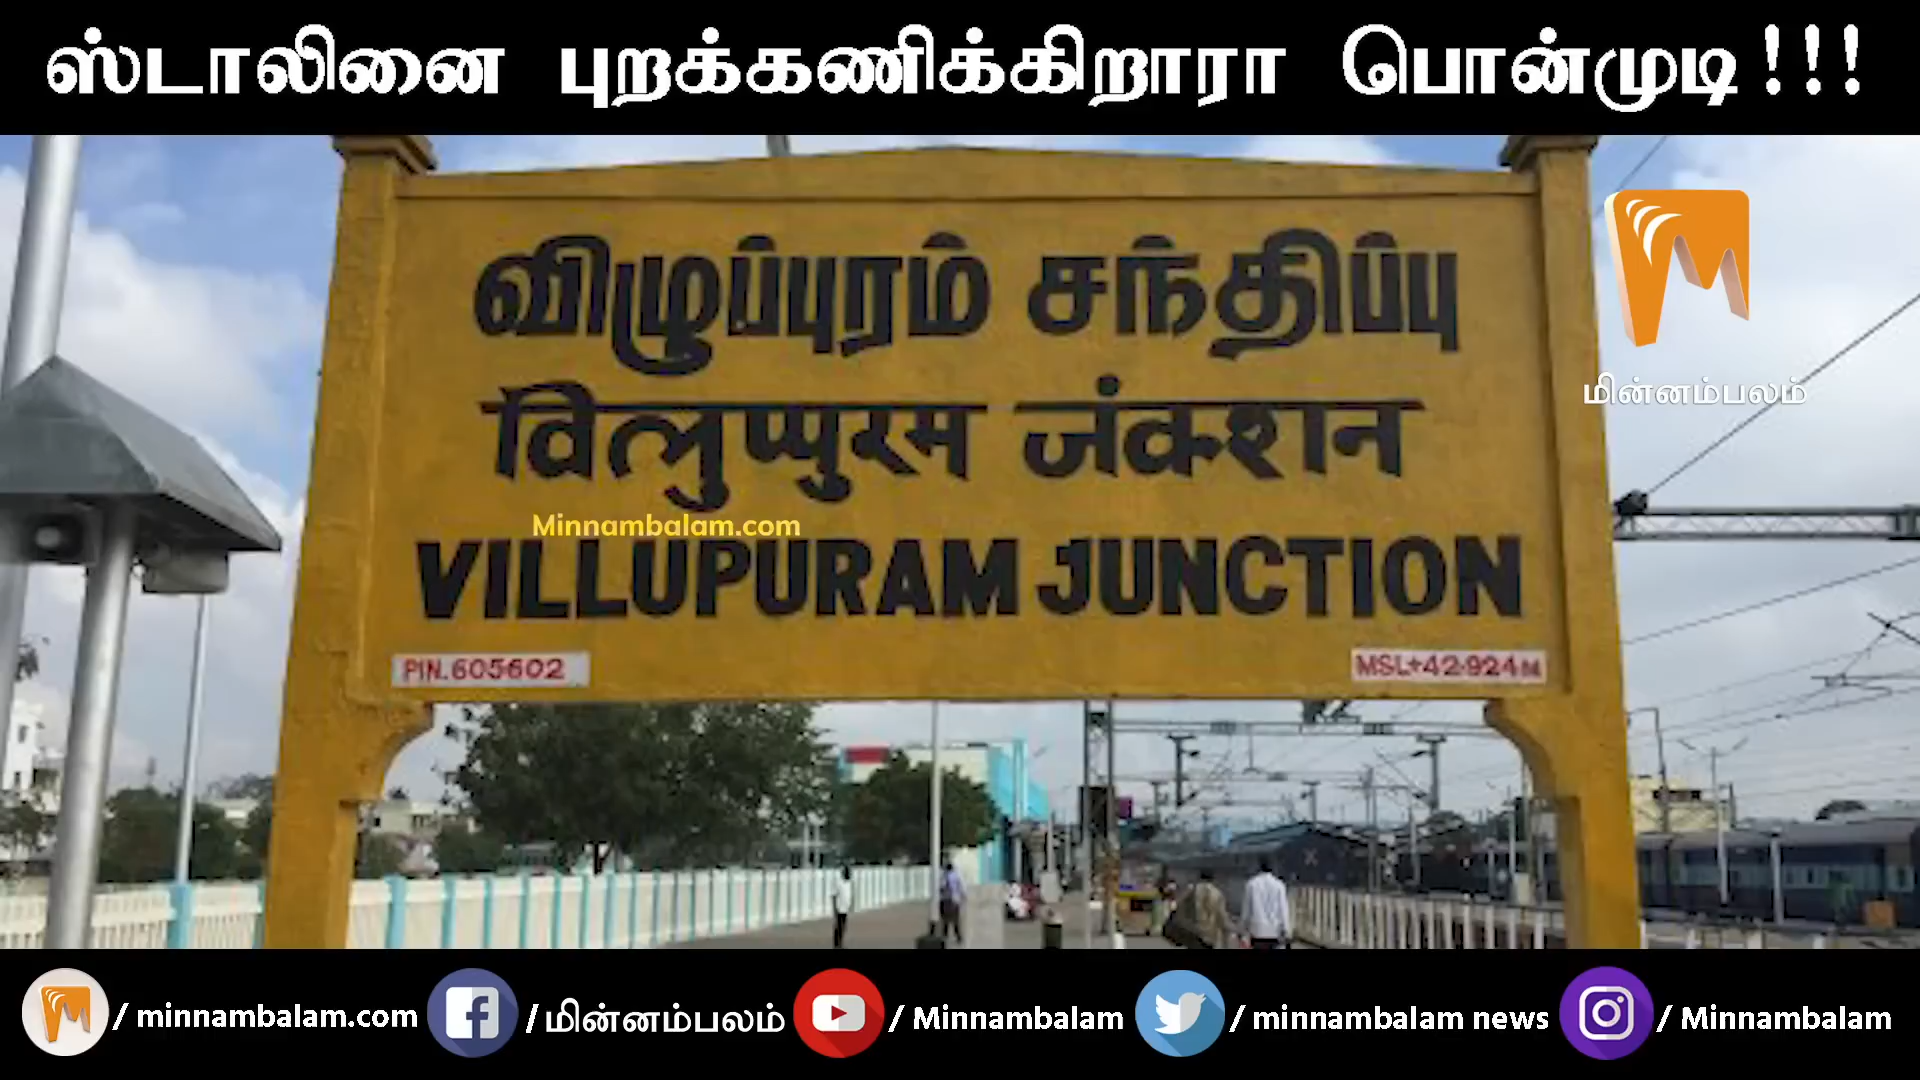 ஸ்டாலினை புறக்கணிக்கிறாரா பொன்முடி!!!
விழுப்புரம் சந்திப்பு
மின்னம்பலம்
विलुप्पुरम जंक्शन
Minnambalam.com
VILLUPURAM JUNCTION
PIN.605602
MSL+42.924M
/ minnambalam.com
/ மின்னம்பலம்
/ Minnambalam
/ minnambalam news
/ Minnambalam